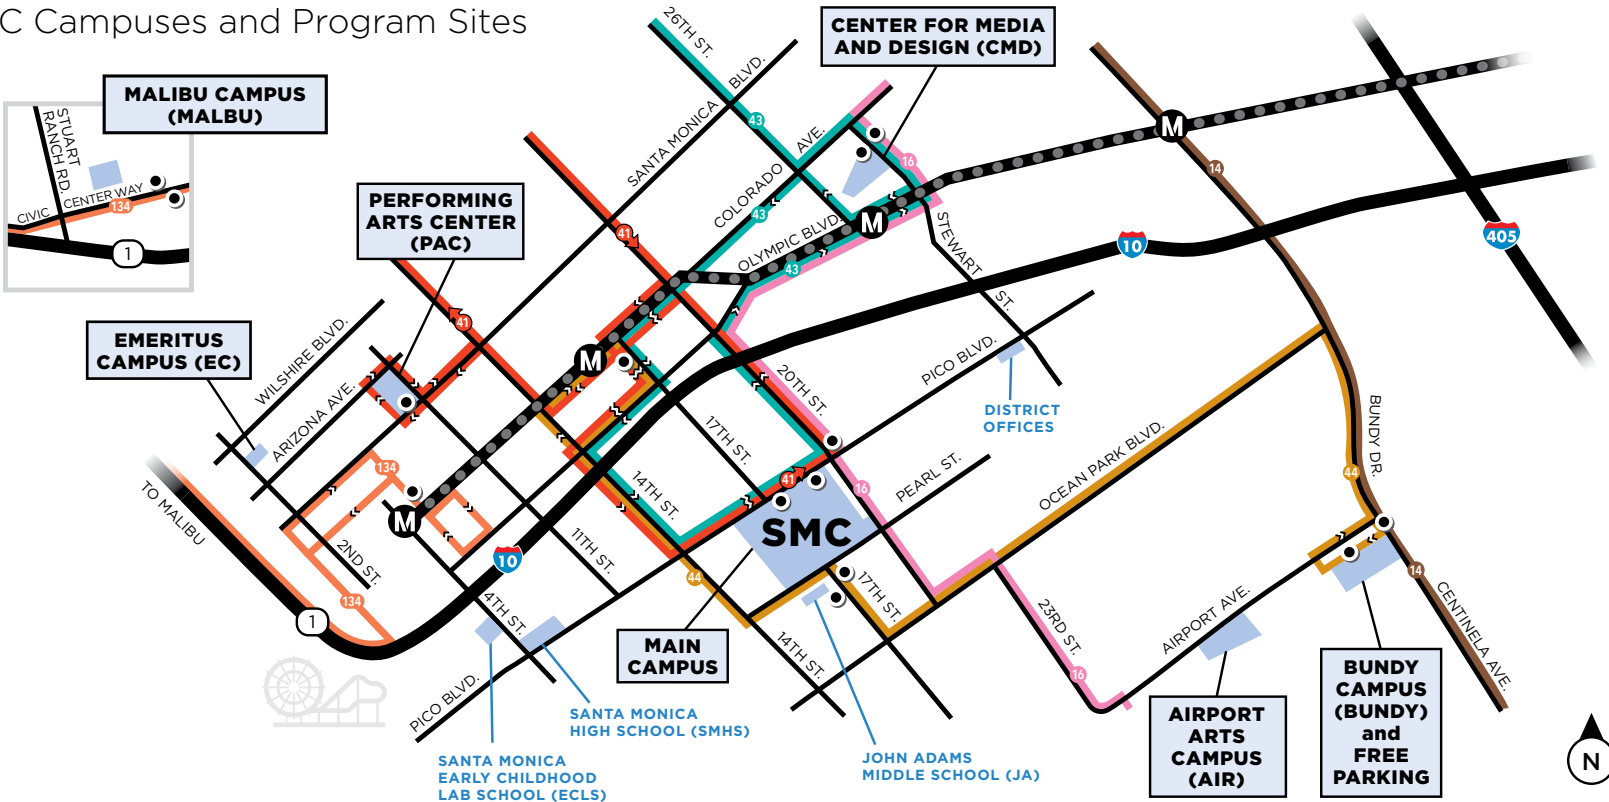 C Campuses and Program Sites
MALIBU CAMPUS
(MALBU)
STUART
RANCH RD.
CIVIC CENTER WAY
134
1
CENTER FOR MEDIA
AND DESIGN (CMD)
26TH ST.
SANTA MONICA BLVD.
43
COLORADO AVE.
43
16
M
14
PERFORMING
ARTS CENTER
(PAC)
41
OLYMPIC BLVD.
43
M
STEWART ST.
10
405
EMERITUS
CAMPUS (EC)
WILSHIRE BLVD.
ARIZONA AVE.
41
M
20TH ST.
17TH ST.
PICO BLVD.
DISTRICT
OFFICES
BUNDY DR.
44
OCEAN PARK BLVD.
PEARL ST.
TO MALIBU
134
M
2ND ST.
134
1
10
14TH ST.
11TH ST.
41
16
SMC
44
17TH ST.
14TH ST.
4TH ST.
PICO BLVD.
MAIN
CAMPUS
23RD ST.
16
AIRPORT AVE.
14
CENTINELA AVE.
SANTA MONICA
HIGH SCHOOL (SMHS)
SANTA MONICA
EARLY CHILDHOOD
LAB SCHOOL (ECLS)
JOHN ADAMS
MIDDLE SCHOOL (JA)
AIRPORT
ARTS
CAMPUS
(AIR)
BUNDY
CAMPUS
(BUNDY)
and
FREE
PARKING
N